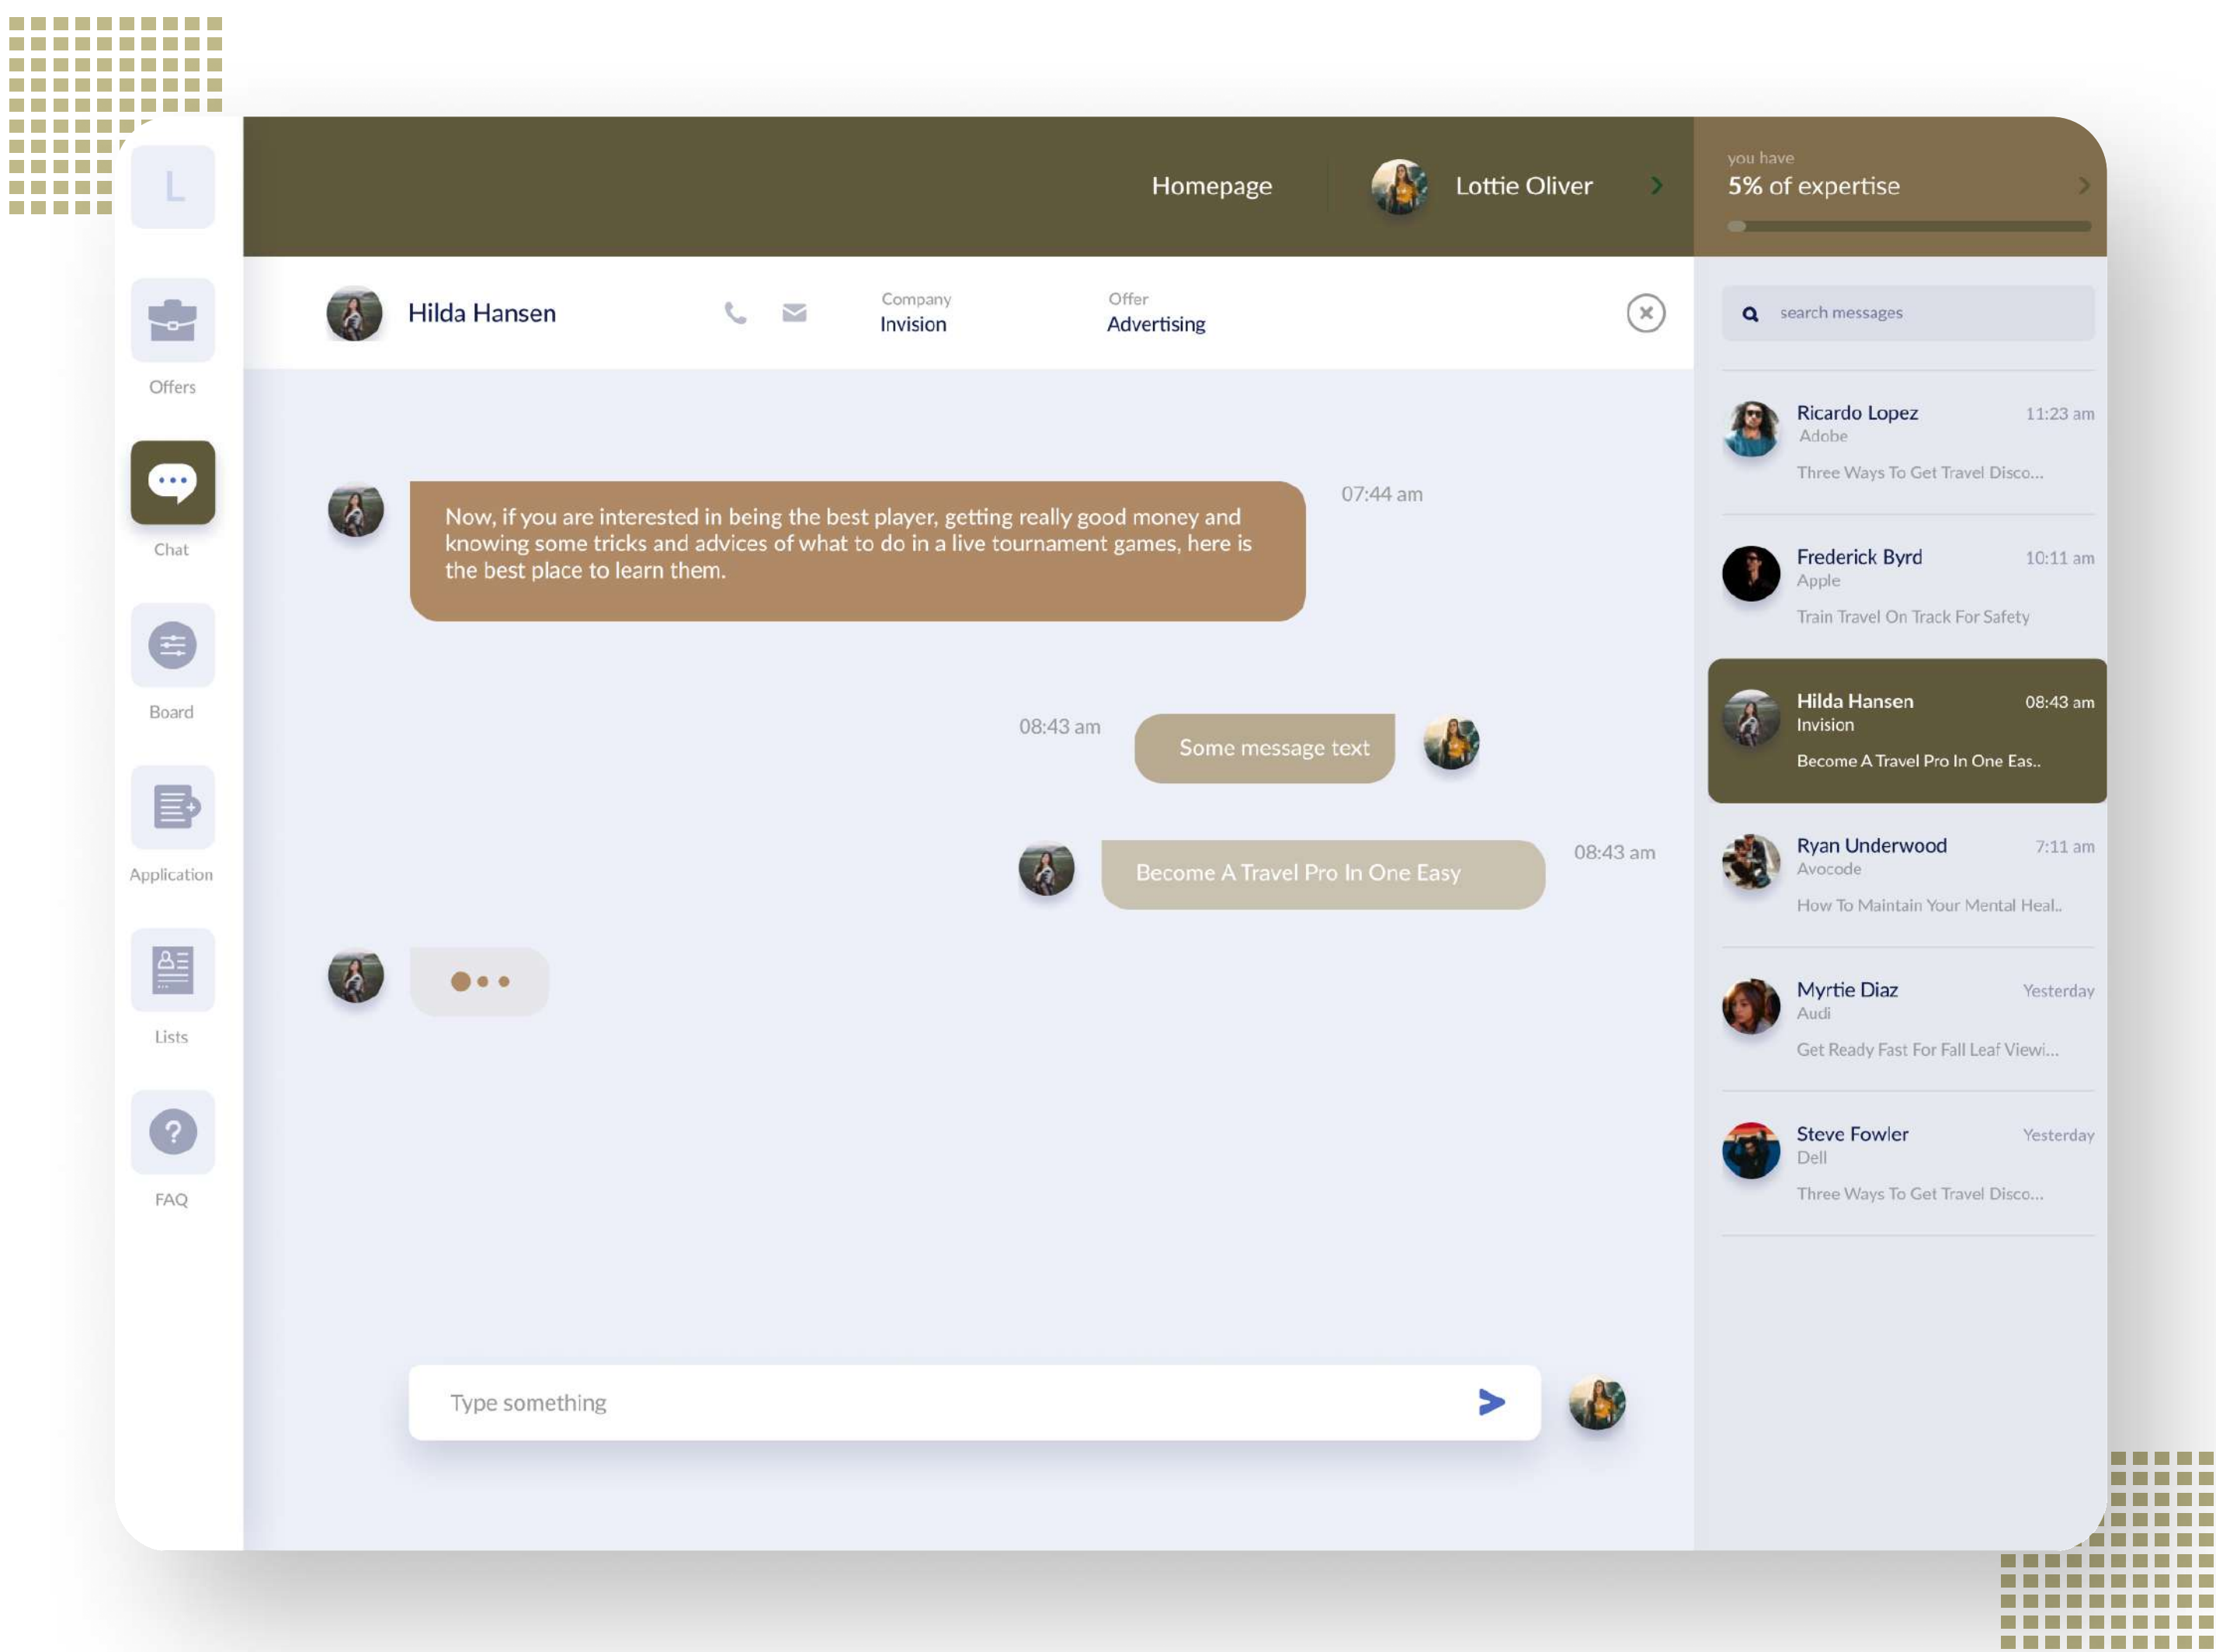 L
Offers
Chat
Board
Application
Lists
FAQ
Homepage
Lottie Oliver
you have
5% of expertise
Hilda Hansen
Company
Invision
Offer
Advertising
Now, if you are interested in being the best player, getting really good money and
knowing some tricks and advices of what to do in a live tournament games, here is
the best place to learn them.
07:44 am
08:43 am
Some message text
Become A Travel Pro In One Easy
08:43 am
Type something
search messages
Ricardo Lopez
11:23 am
Adobe
Three Ways To Get Travel Disco...
Frederick Byrd
10:11 am
Apple
Train Travel On Track For Safety
Hilda Hansen
08:43 am
Invision
Become A Travel Pro In One Eas..
Ryan Underwood
7:11 am
Avocode
How To Maintain Your Mental Heal..
Myrtie Diaz
Yesterday
Audi
Get Ready Fast For Fall Leaf Viewi...
Steve Fowler
Yesterday
Dell
Three Ways To Get Travel Disco...